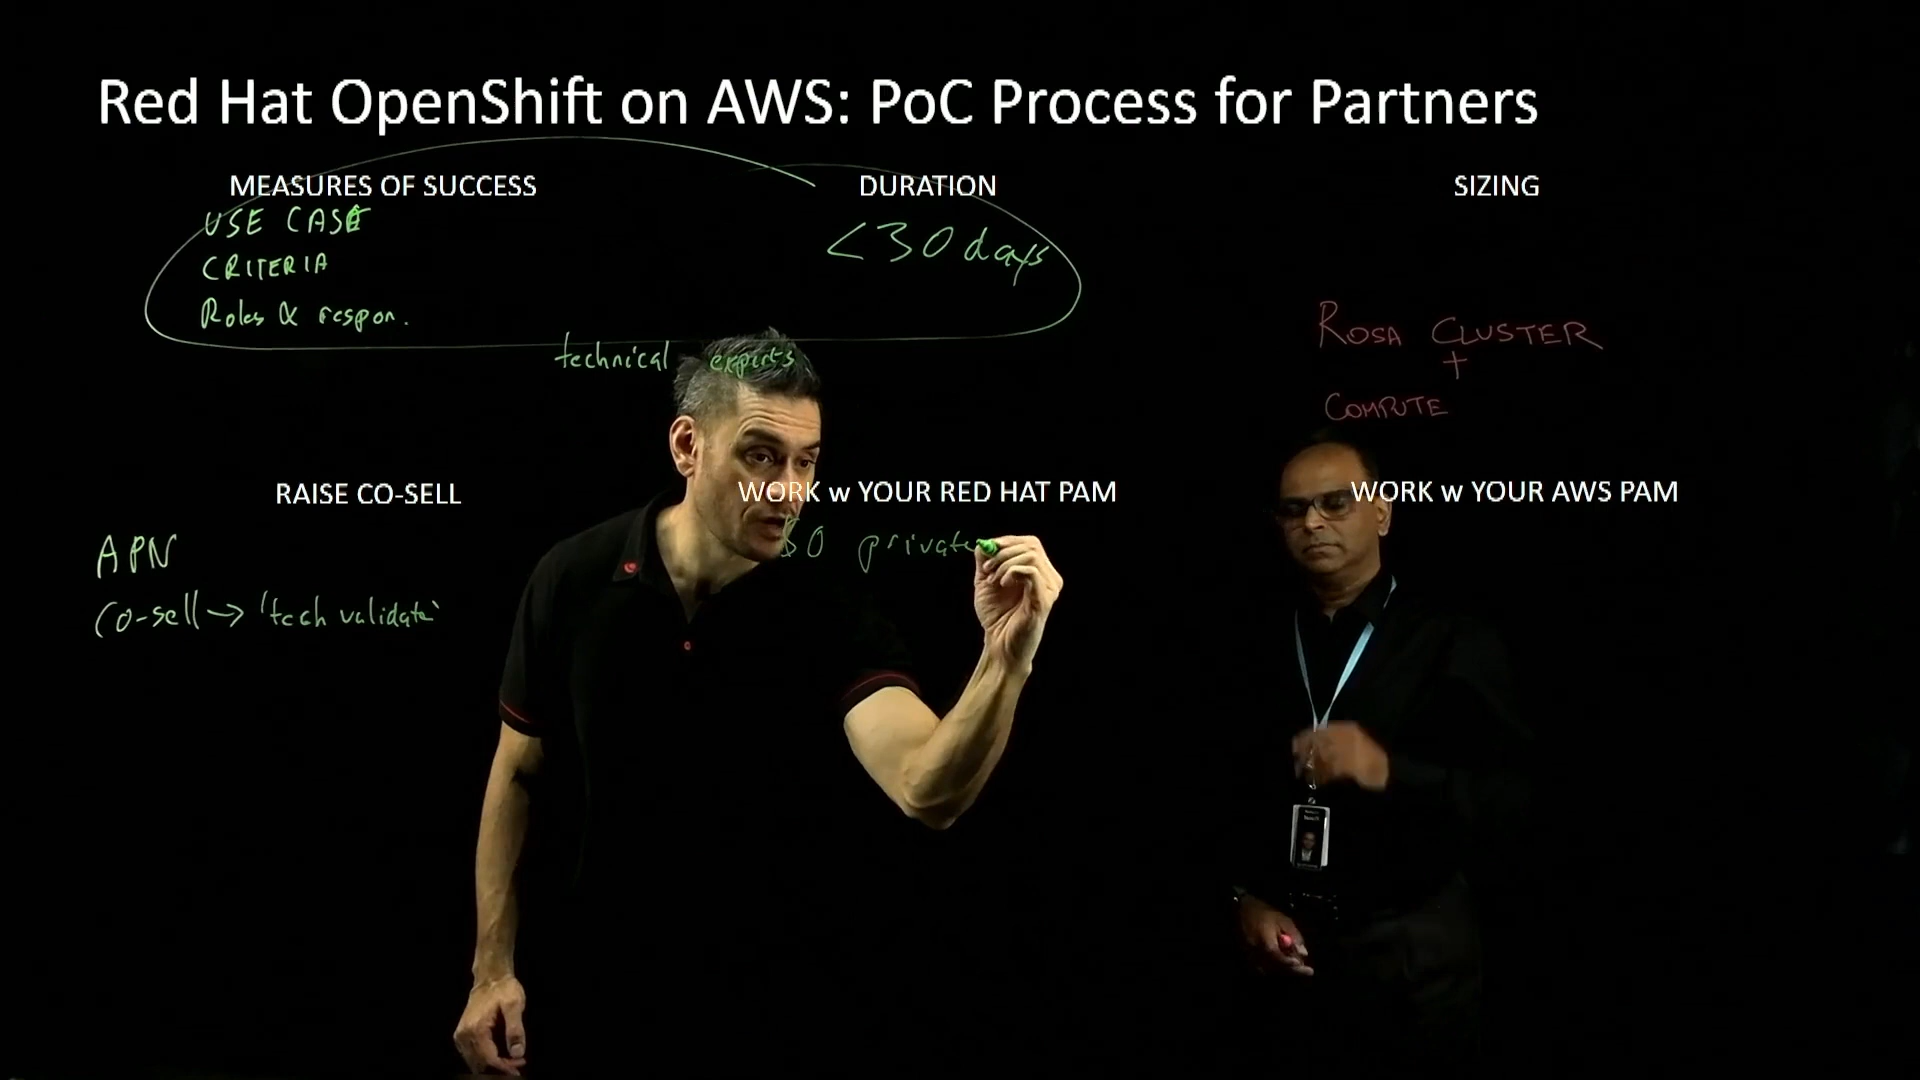 Red Hat OpenShift on AWS: PoC Process for Partners
MEASURES OF SUCCESS
USE CASE
CRITERIA
Roles & respon.
DURATION
<30 days
technical experts
SIZING
ROSA CLUSTER
+
COMPUTE
RAISE CO-SELL
APN
Co-sell → 'tech validate'
WORK w YOUR RED HAT PAM
$0 private
WORK w YOUR AWS PAM